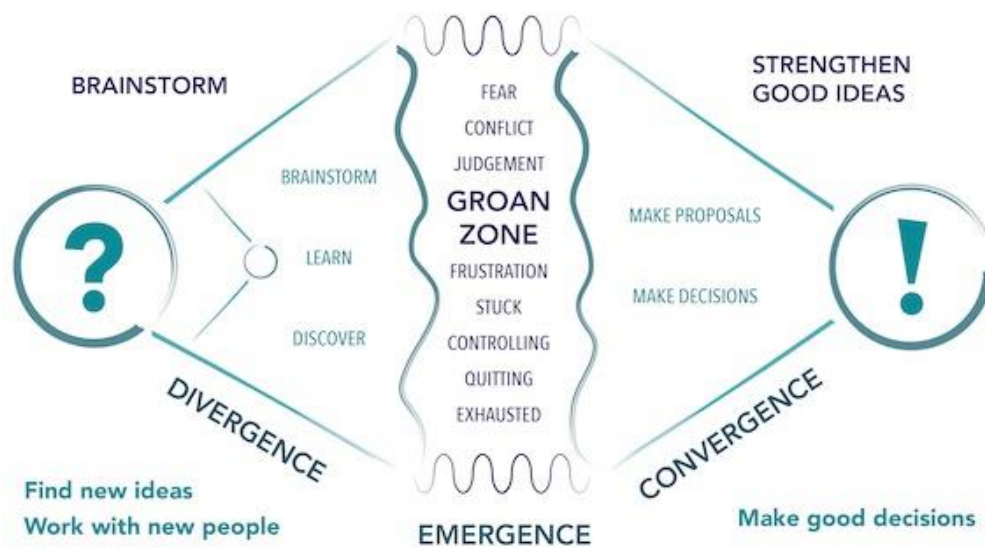 BRAINSTORM
?
BRAINSTORM
LEARN
DISCOVER
DIVERGENCE
Find new ideas
Work with new people
FEAR
CONFLICT
JUDGEMENT
GROAN
ZONE
FRUSTRATION
STUCK
CONTROLLING
QUITTING
EXHAUSTED
EMERGENCE
STRENGTHEN
GOOD IDEAS
MAKE PROPOSALS
MAKE DECISIONS
!
CONVERGENCE
Make good decisions